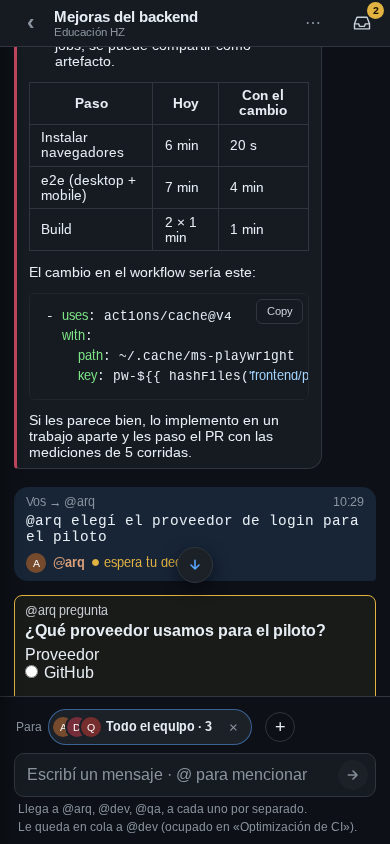 Mejoras del backend
Educación HZ
2
jobs, se puede compartir como
artefacto.
Paso Hoy Con el cambio
Instalar navegadores 6 min 20 s
e2e (desktop + mobile) 7 min 4 min
Build 2 × 1 min 1 min
El cambio en el workflow sería este:
Copy
- uses: actions/cache@v4
with:
path: ~/.cache/ms-playwright
key: pw-${{ hashFiles('frontend/p
Si les parece bien, lo implemento en un
trabajo aparte y les paso el PR con las
mediciones de 5 corridas.
Vos → @arq 10:29
@arq elegí el proveedor de login para
el piloto
A @arq espera tu dec
@arq pregunta
¿Qué proveedor usamos para el piloto?
Proveedor
GitHub
Para A D Q Todo el equipo · 3 × +
Escribí un mensaje · @ para mencionar
Llega a @arq, @dev, @qa, a cada uno por separado.
Le queda en cola a @dev (ocupado en «Optimización de CI»).